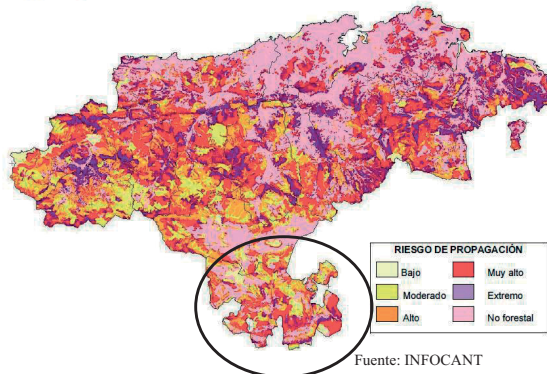 RIESGO DE PROPAGACIÓN
Bajo
Muy alto
Moderado
Extremo
Alto
No forestal
Fuente: INFOCANT